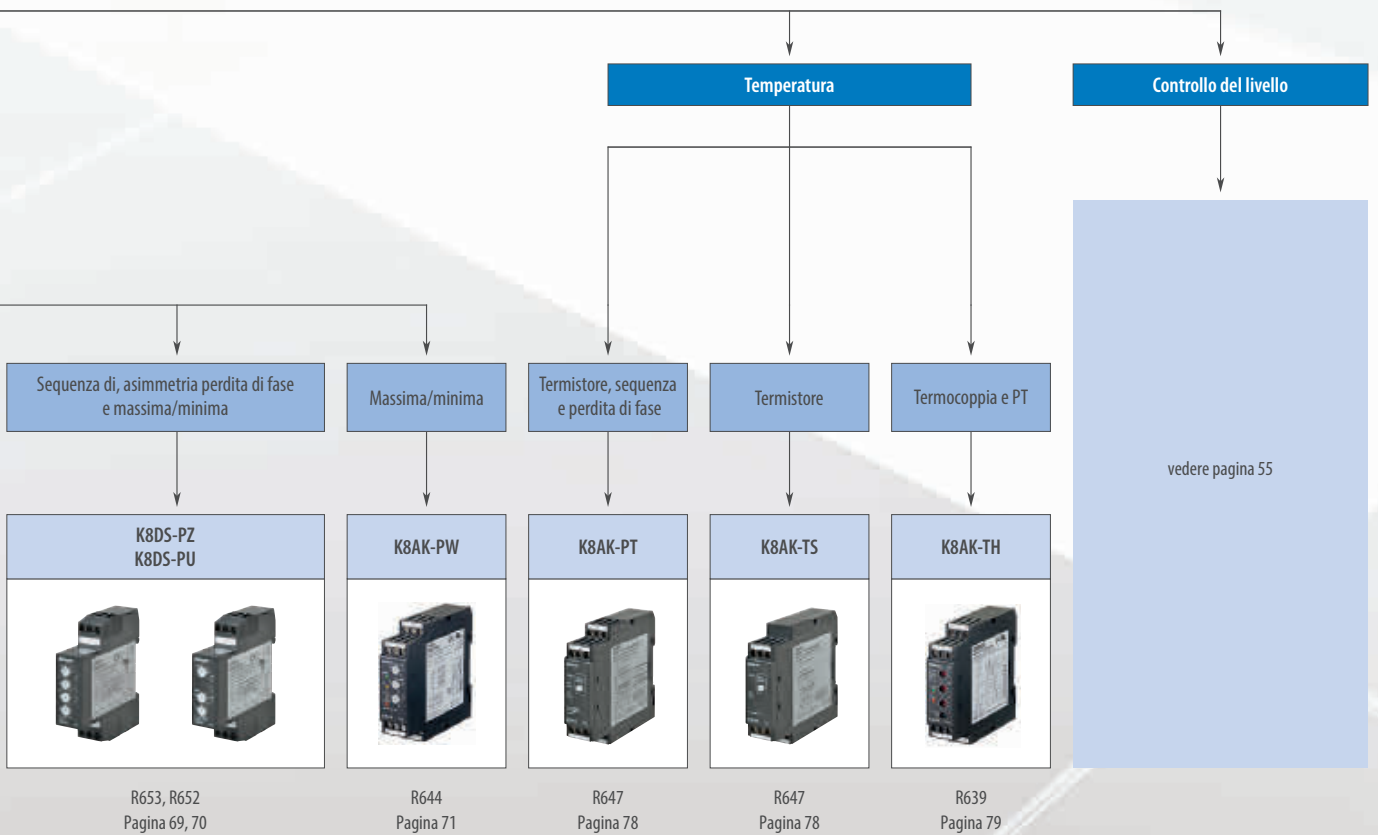 Temperatura
Controllo del livello
Sequenza di, asimmetria perdita di fase
e massima/minima
Massima/minima
Termistore, sequenza
e perdita di fase
Termistore
Termocoppia e PT
vedere pagina 55
K8DS-PZ
K8DS-PU
K8AK-PW
K8AK-PT
K8AK-TS
K8AK-TH
R653, R652
Pagina 69, 70
R644
Pagina 71
R647
Pagina 78
R647
Pagina 78
R639
Pagina 79